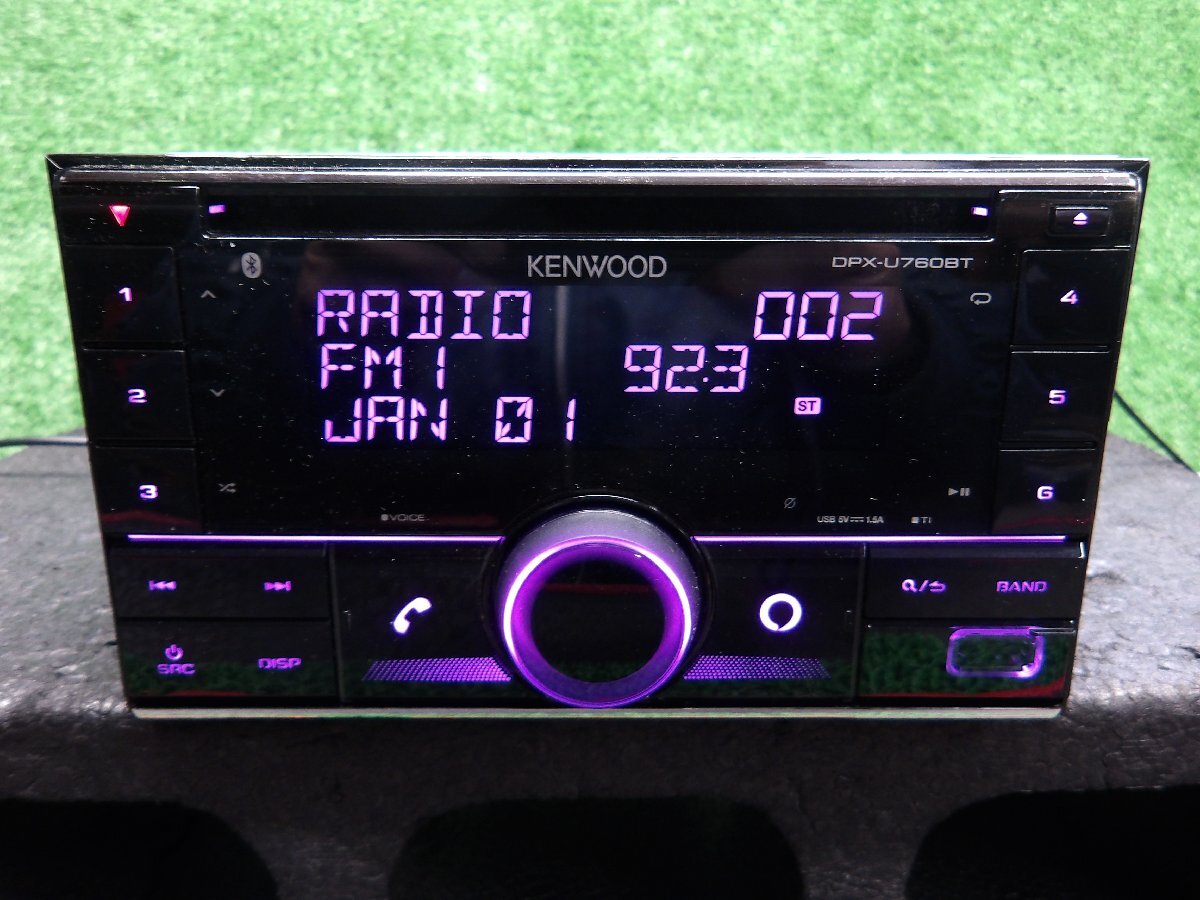 KENWOOD DPX-U760BT
1 RADIO 002 4
FM1 92.3
2 JAN 01 ST 5
3 6
VOICE USB 5V 1.5A
BAND
SRC DISP